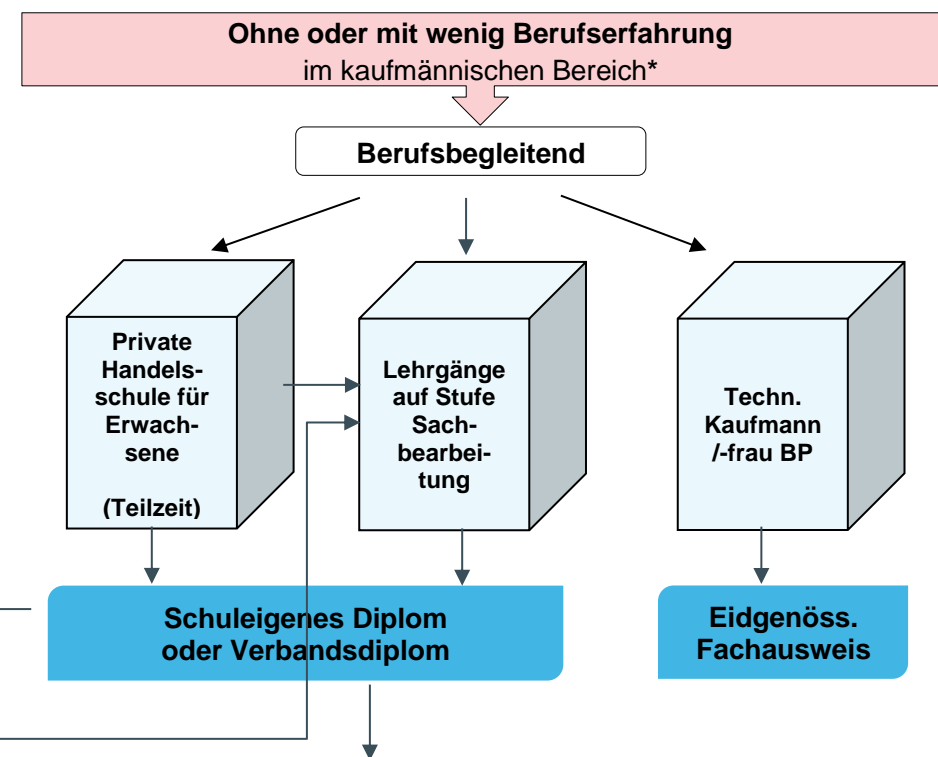 Ohne oder mit wenig Berufserfahrung
im kaufmännischen Bereich*
Berufsbegleitend
Private
Handels-
schule für
Erwach-
sene
(Teilzeit)
Lehrgänge
auf Stufe
Sach-
bearbei-
tung
Techn.
Kaufmann
/-frau BP
Schuleigenes Diplom
oder Verbandsdiplom
Eidgenöss.
Fachausweis